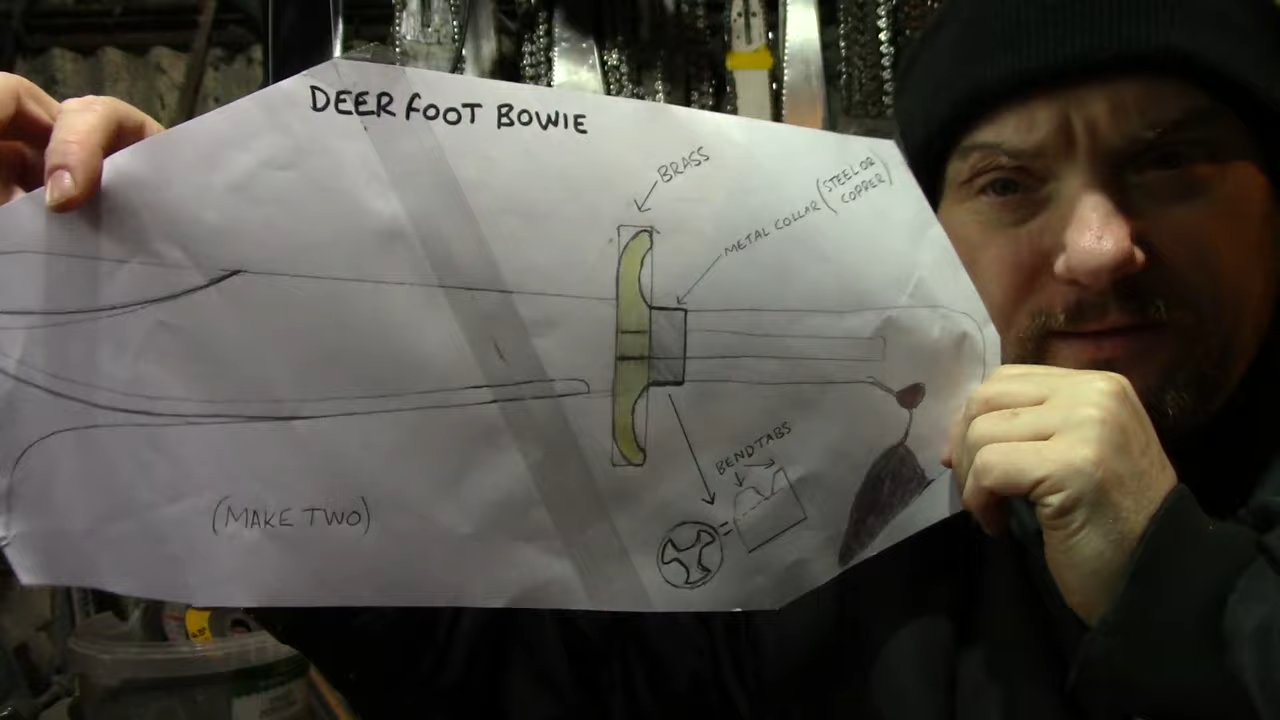 DEER FOOT BOWIE
BRASS
METAL COLLAR (STEEL OR
COPPER)
BEND TABS
(MAKE TWO)